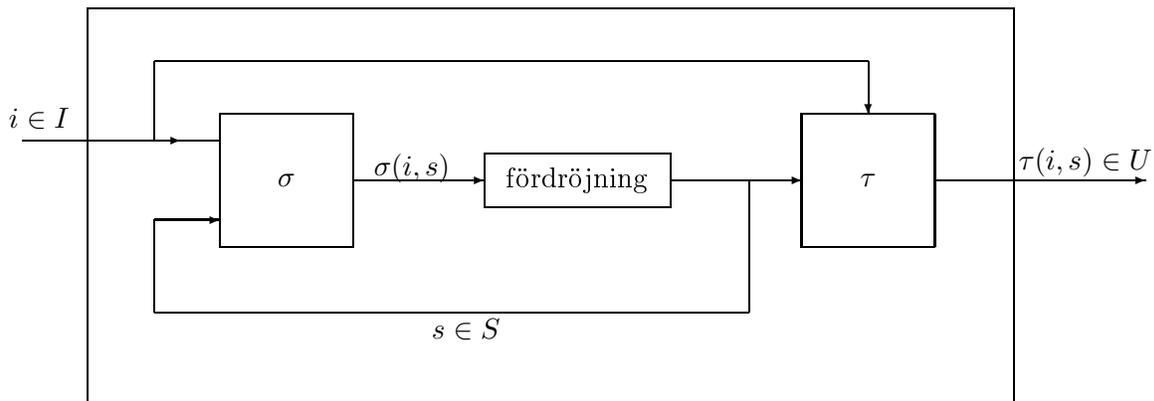 i ∈ I
σ
σ(i, s)
fördröjning
τ
τ(i, s) ∈ U
s ∈ S